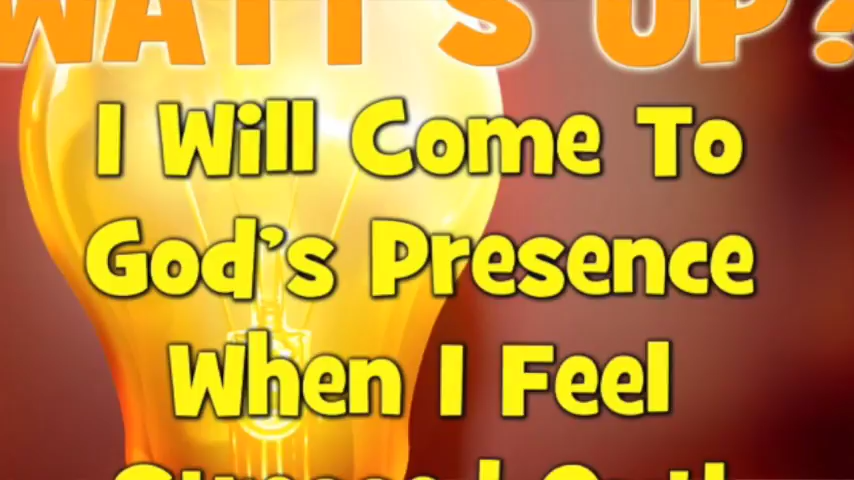 WATT'S UP?
I Will Come To
God's Presence
When I Feel